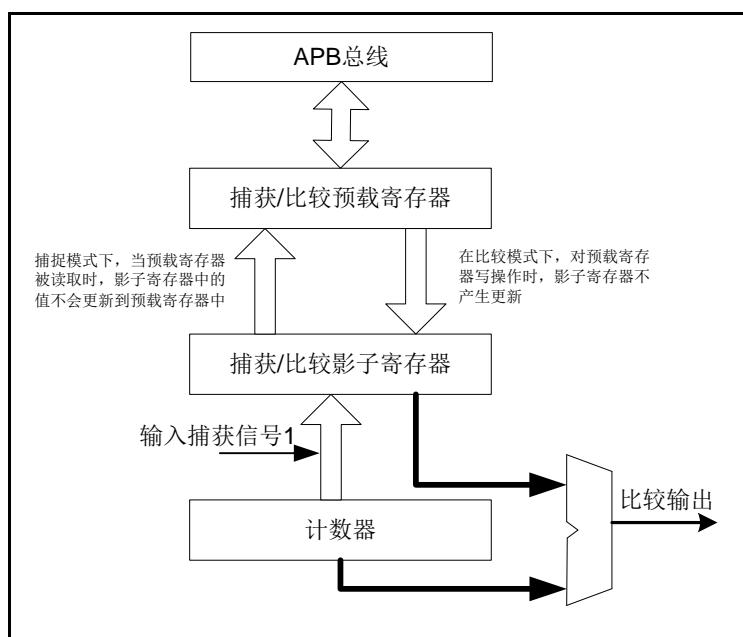 APB总线
捕获/比较预载寄存器
捕捉模式下，当预载寄存器
被读取时，影子寄存器中的
值不会更新到预载寄存器中
在比较模式下，对预载寄存
器写操作时，影子寄存器不
产生更新
捕获/比较影子寄存器
输入捕获信号1
计数器
比较输出